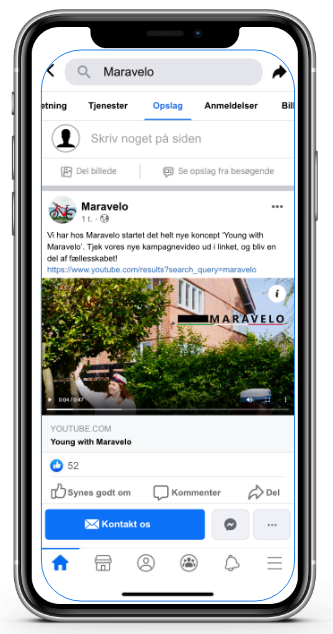 Maravelo
etning Tjenester Opslag Anmeldelser Bil
Skriv noget på siden
Del billede Se opslag fra besøgende
Maravelo
1 t.
Vi har hos Maravelo startet det helt nye koncept 'Young with
Maravelo'. Tjek vores nye kampagnevideo ud i linket, og bliv en
del af fællesskabet!
https://www.youtube.com/results?search_query=maravelo
i
MARAVELO
0:04 / 0:47
YOUTUBE.COM
Young with Maravelo
52
Synes godt om Kommenter Del
Kontakt os